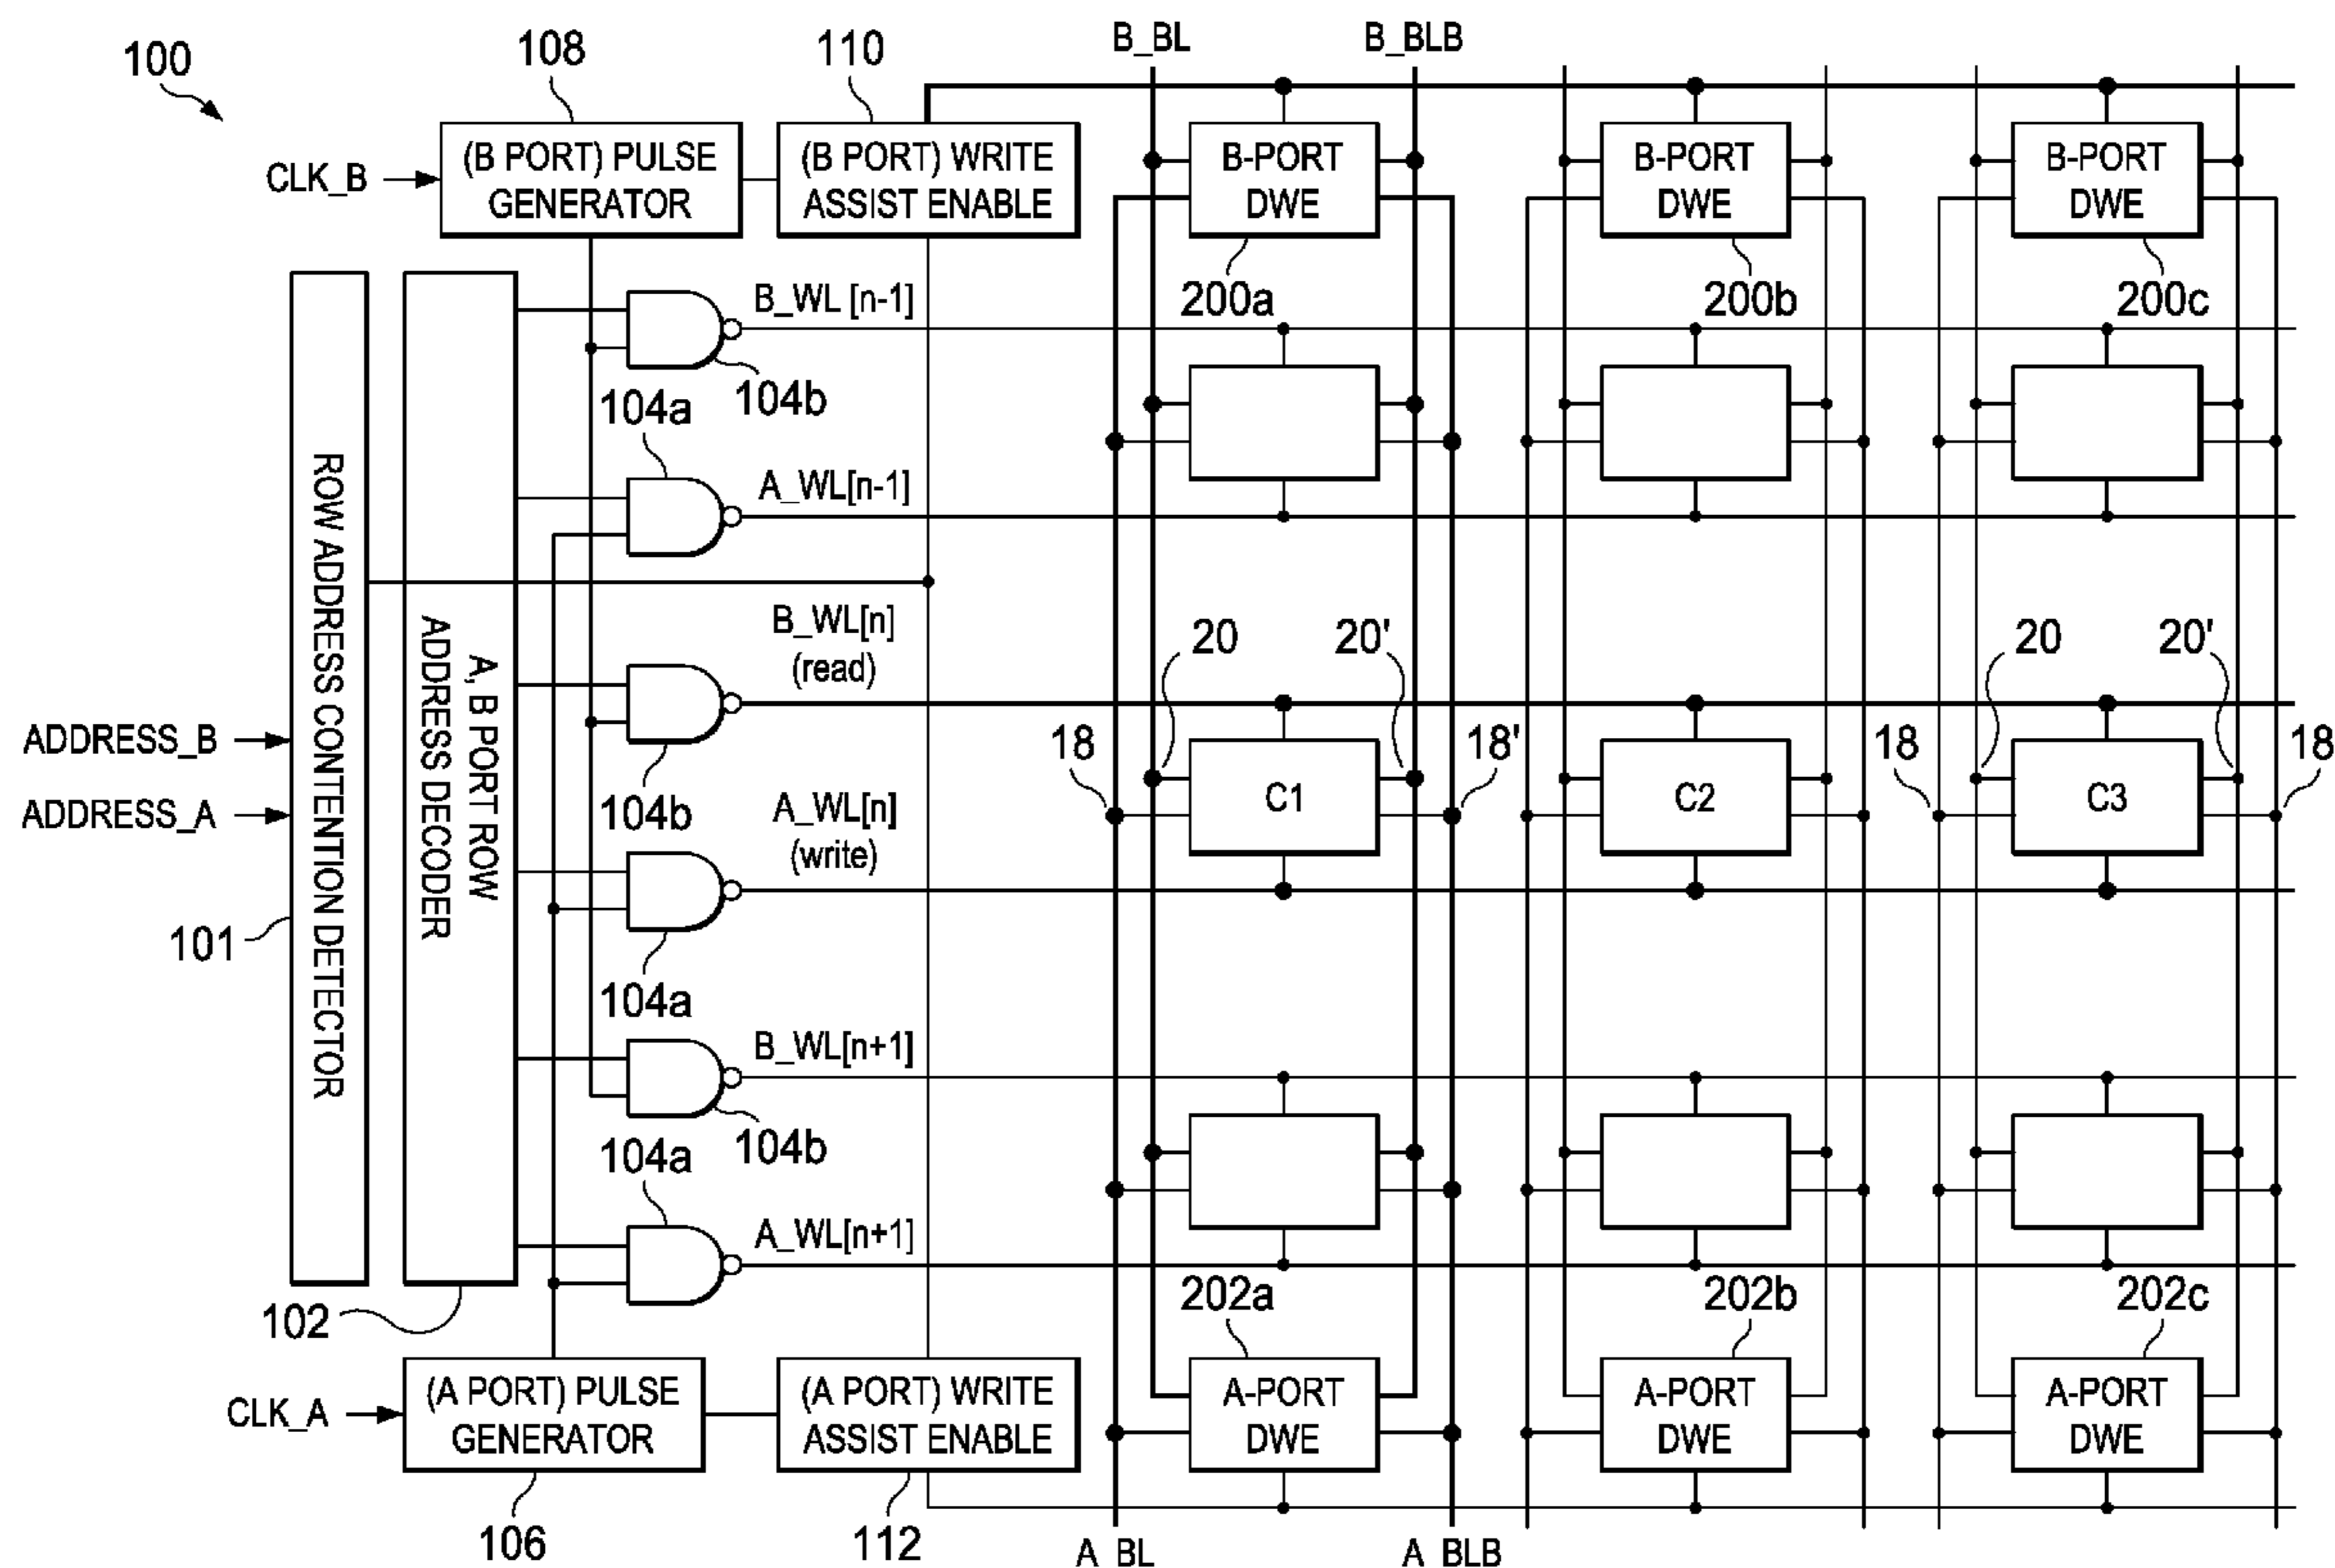 100
108
110
B_BL
B_BLB
CLK_B
(B PORT) PULSE
GENERATOR
(B PORT) WRITE
ASSIST ENABLE
B-PORT
DWE
B-PORT
DWE
B-PORT
DWE
200a
200b
200c
B_WL [n-1]
104b
104a
A_WL[n-1]
ROW ADDRESS CONTENTION DETECTOR
A, B PORT ROW
ADDRESS DECODER
B_WL[n]
(read)
20
20'
20
20'
ADDRESS_B
ADDRESS_A
18
18'
18
18
C1
C2
C3
104b
A_WL[n]
(write)
101
104a
B_WL[n+1]
104b
104a
A_WL[n+1]
102
202a
202b
202c
CLK_A
(A PORT) PULSE
GENERATOR
(A PORT) WRITE
ASSIST ENABLE
A-PORT
DWE
A-PORT
DWE
A-PORT
DWE
106
112
A_BL
A_BLB